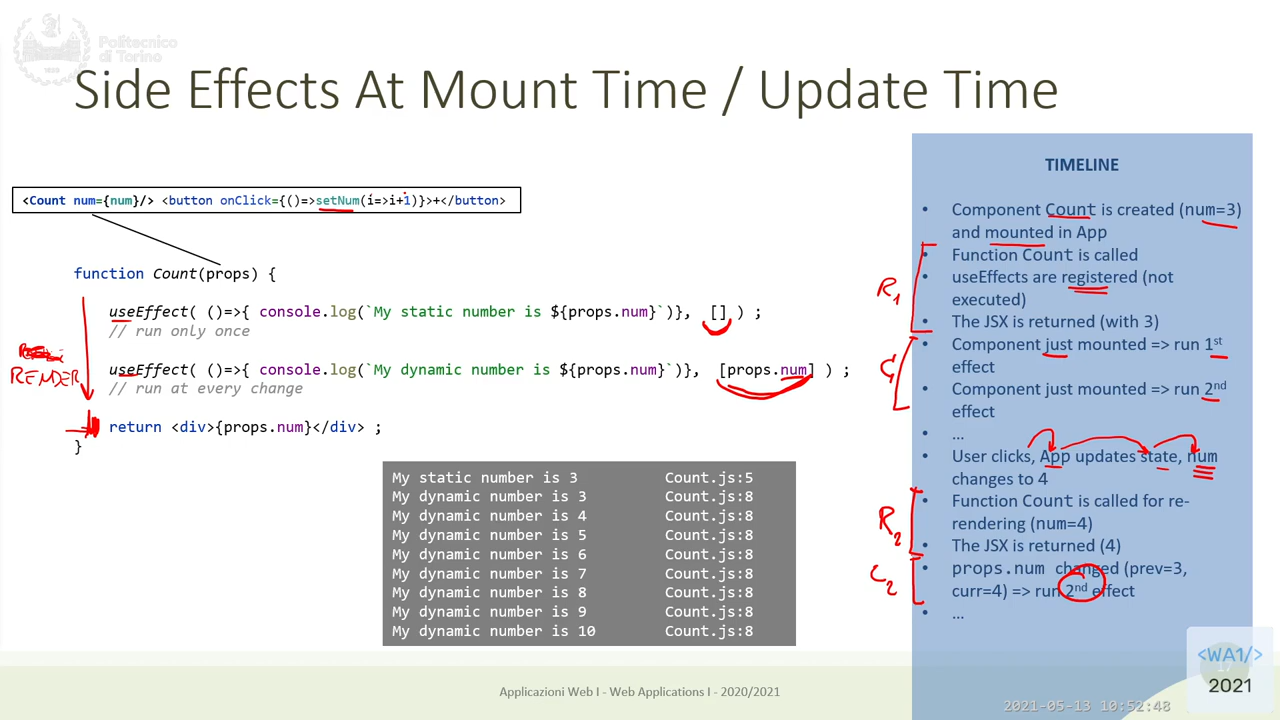 Politecnico
di Torino
Side Effects At Mount Time / Update Time
<Count num={num}/> <button onClick={()=>setNum(i=>i+1)}>+</button>
function Count(props) {
useEffect( ()=>{ console.log(`My static number is ${props.num}`)}, [] ) ;
// run only once
useEffect( ()=>{ console.log(`My dynamic number is ${props.num}`)}, [props.num] ) ;
// run at every change
return <div>{props.num}</div> ;
}
RENDER
My static number is 3 Count.js:5
My dynamic number is 3 Count.js:8
My dynamic number is 4 Count.js:8
My dynamic number is 5 Count.js:8
My dynamic number is 6 Count.js:8
My dynamic number is 7 Count.js:8
My dynamic number is 8 Count.js:8
My dynamic number is 9 Count.js:8
My dynamic number is 10 Count.js:8
TIMELINE
• Component Count is created (num=3)
and mounted in App
• Function Count is called
• useEffects are registered (not
executed)
• The JSX is returned (with 3)
• Component just mounted => run 1st
effect
• Component just mounted => run 2nd
effect
• …
• User clicks, App updates state, num
changes to 4
• Function Count is called for re-
rendering (num=4)
• The JSX is returned (4)
• props.num changed (prev=3,
curr=4) => run 2nd effect
• …
R1
C1
R2
C2
Applicazioni Web I - Web Applications I - 2020/2021
17
<WA1/>
2021
2021-05-13 10:52:48